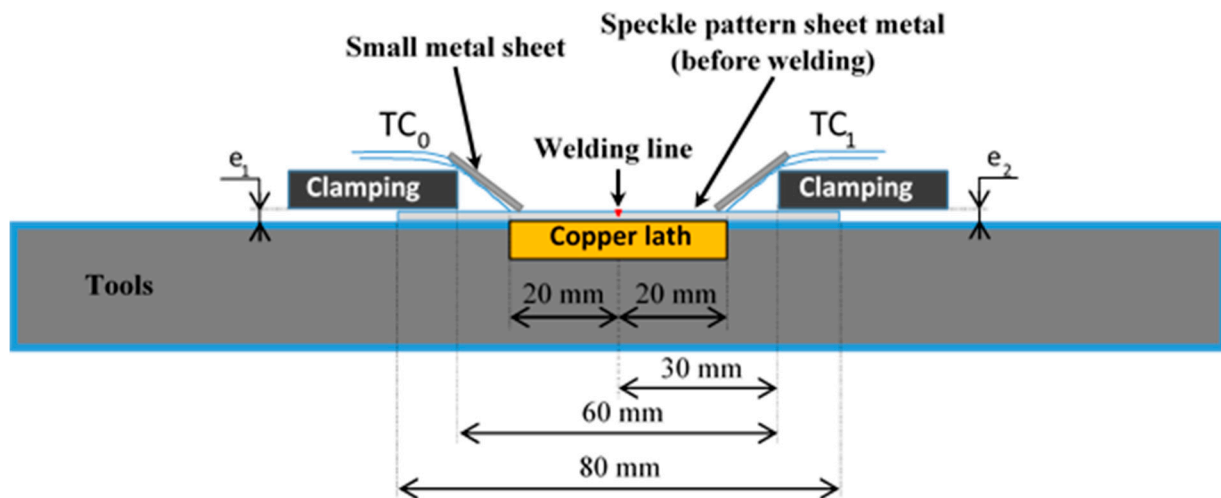 Speckle pattern sheet metal
(before welding)
Small metal sheet
TC0
TC1
Welding line
e1
e2
Clamping
Clamping
Copper lath
Tools
20 mm
20 mm
30 mm
60 mm
80 mm